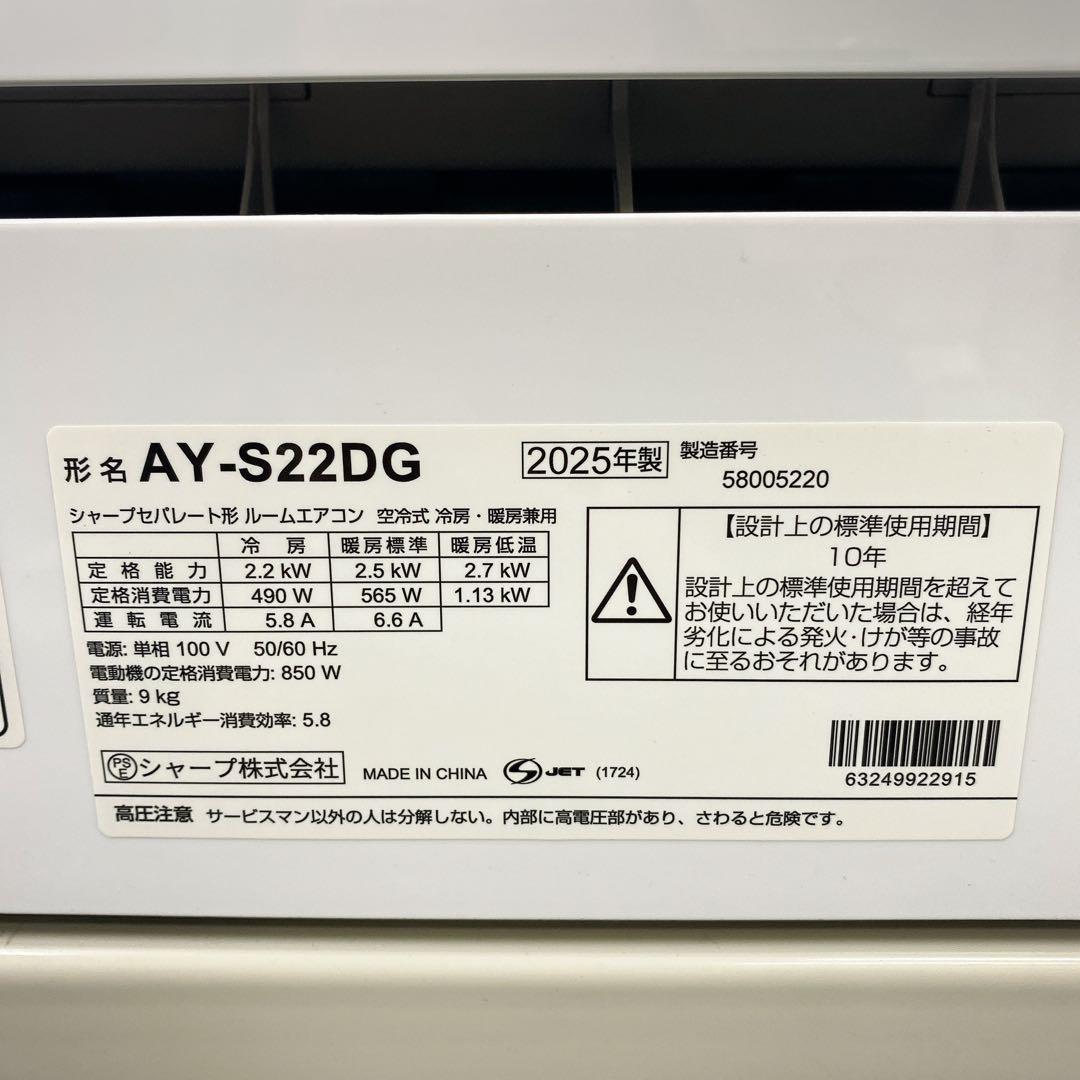 形名 AY-S22DG 2025年製 製造番号
58005220
シャープセパレート形 ルームエアコン 空冷式 冷房・暖房兼用
冷房 暖房標準 暖房低温
定格能力 2.2 kW 2.5 kW 2.7 kW
定格消費電力 490 W 565 W 1.13 kW
運転電流 5.8 A 6.6 A
電源: 単相 100 V 50/60 Hz
電動機の定格消費電力: 850 W
質量: 9 kg
通年エネルギー消費効率: 5.8
【設計上の標準使用期間】
10年
設計上の標準使用期間を超えて
お使いいただいた場合は、経年
劣化による発火・けが等の事故
に至るおそれがあります。
PSE シャープ株式会社 MADE IN CHINA JET (1724)
63249922915
高圧注意 サービスマン以外の人は分解しない。内部に高電圧部があり、さわると危険です。